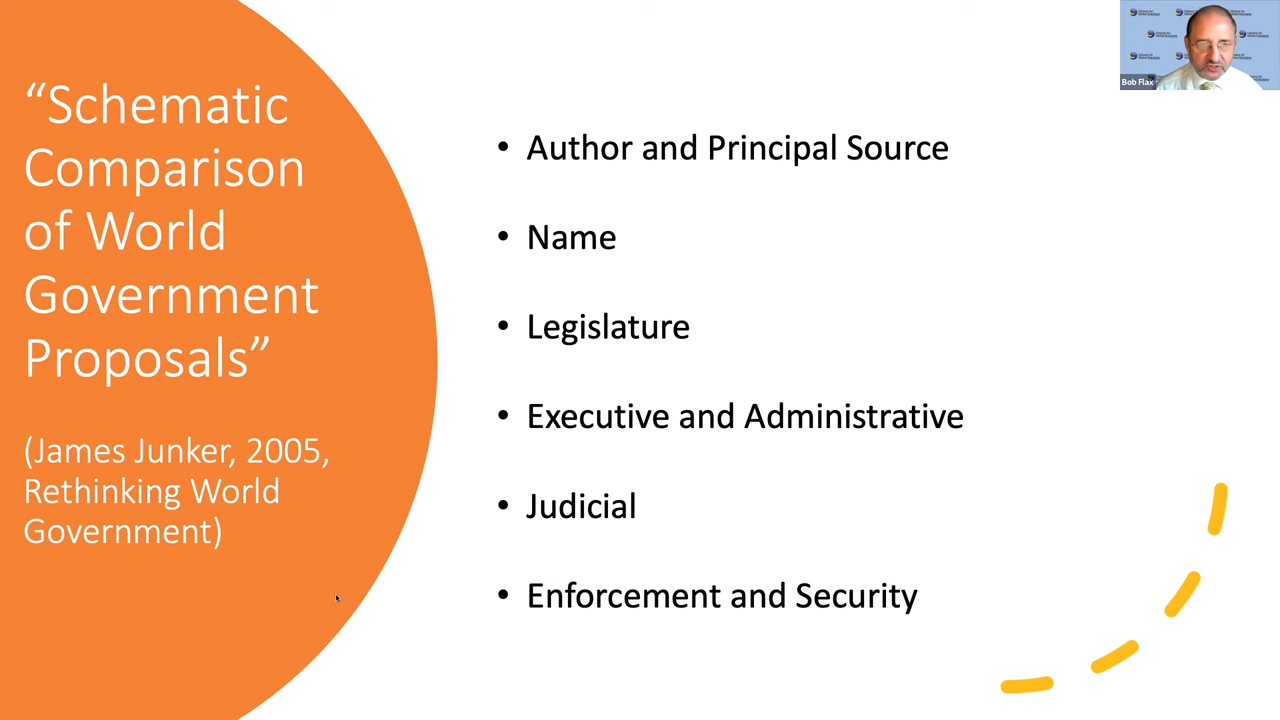 “Schematic
Comparison
of World
Government
Proposals”
(James Junker, 2005,
Rethinking World
Government)
• Author and Principal Source
• Name
• Legislature
• Executive and Administrative
• Judicial
• Enforcement and Security
Bob Flax